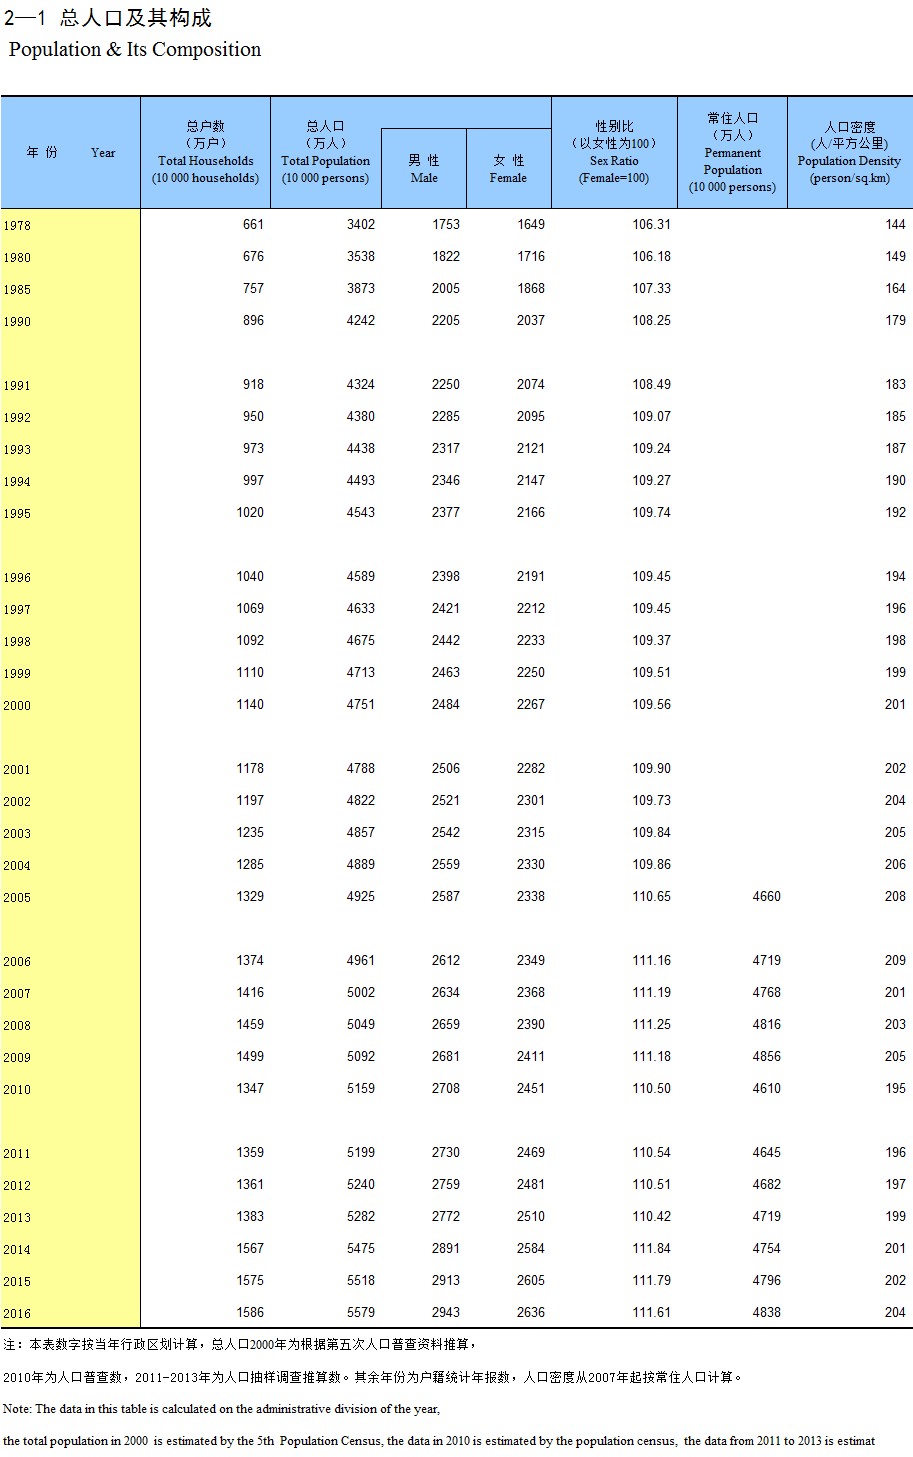 2—1 总人口及其构成
Population & Its Composition
年 份 Year
总户数
（万户）
Total Households
(10 000 households)
总人口
（万人）
Total Population
(10 000 persons)
男 性
Male
女 性
Female
性别比
（以女性为100）
Sex Ratio
(Female=100)
常住人口
（万人）
Permanent
Population
(10 000 persons)
人口密度
(人/平方公里)
Population Density
(person/sq.km)
1978 661 3402 1753 1649 106.31 144
1980 676 3538 1822 1716 106.18 149
1985 757 3873 2005 1868 107.33 164
1990 896 4242 2205 2037 108.25 179
1991 918 4324 2250 2074 108.49 183
1992 950 4380 2285 2095 109.07 185
1993 973 4438 2317 2121 109.24 187
1994 997 4493 2346 2147 109.27 190
1995 1020 4543 2377 2166 109.74 192
1996 1040 4589 2398 2191 109.45 194
1997 1069 4633 2421 2212 109.45 196
1998 1092 4675 2442 2233 109.37 198
1999 1110 4713 2463 2250 109.51 199
2000 1140 4751 2484 2267 109.56 201
2001 1178 4788 2506 2282 109.90 202
2002 1197 4822 2521 2301 109.73 204
2003 1235 4857 2542 2315 109.84 205
2004 1285 4889 2559 2330 109.86 206
2005 1329 4925 2587 2338 110.65 4660 208
2006 1374 4961 2612 2349 111.16 4719 209
2007 1416 5002 2634 2368 111.19 4768 201
2008 1459 5049 2659 2390 111.25 4816 203
2009 1499 5092 2681 2411 111.18 4856 205
2010 1347 5159 2708 2451 110.50 4610 195
2011 1359 5199 2730 2469 110.54 4645 196
2012 1361 5240 2759 2481 110.51 4682 197
2013 1383 5282 2772 2510 110.42 4719 199
2014 1567 5475 2891 2584 111.84 4754 201
2015 1575 5518 2913 2605 111.79 4796 202
2016 1586 5579 2943 2636 111.61 4838 204
注：本表数字按当年行政区划计算，总人口2000年为根据第五次人口普查资料推算，
2010年为人口普查数，2011-2013年为人口抽样调查推算数。其余年份为户籍统计年报数，人口密度从2007年起按常住人口计算。
Note: The data in this table is calculated on the administrative division of the year,
the total population in 2000 is estimated by the 5th Population Census, the data in 2010 is estimated by the population census, the data from 2011 to 2013 is estimat